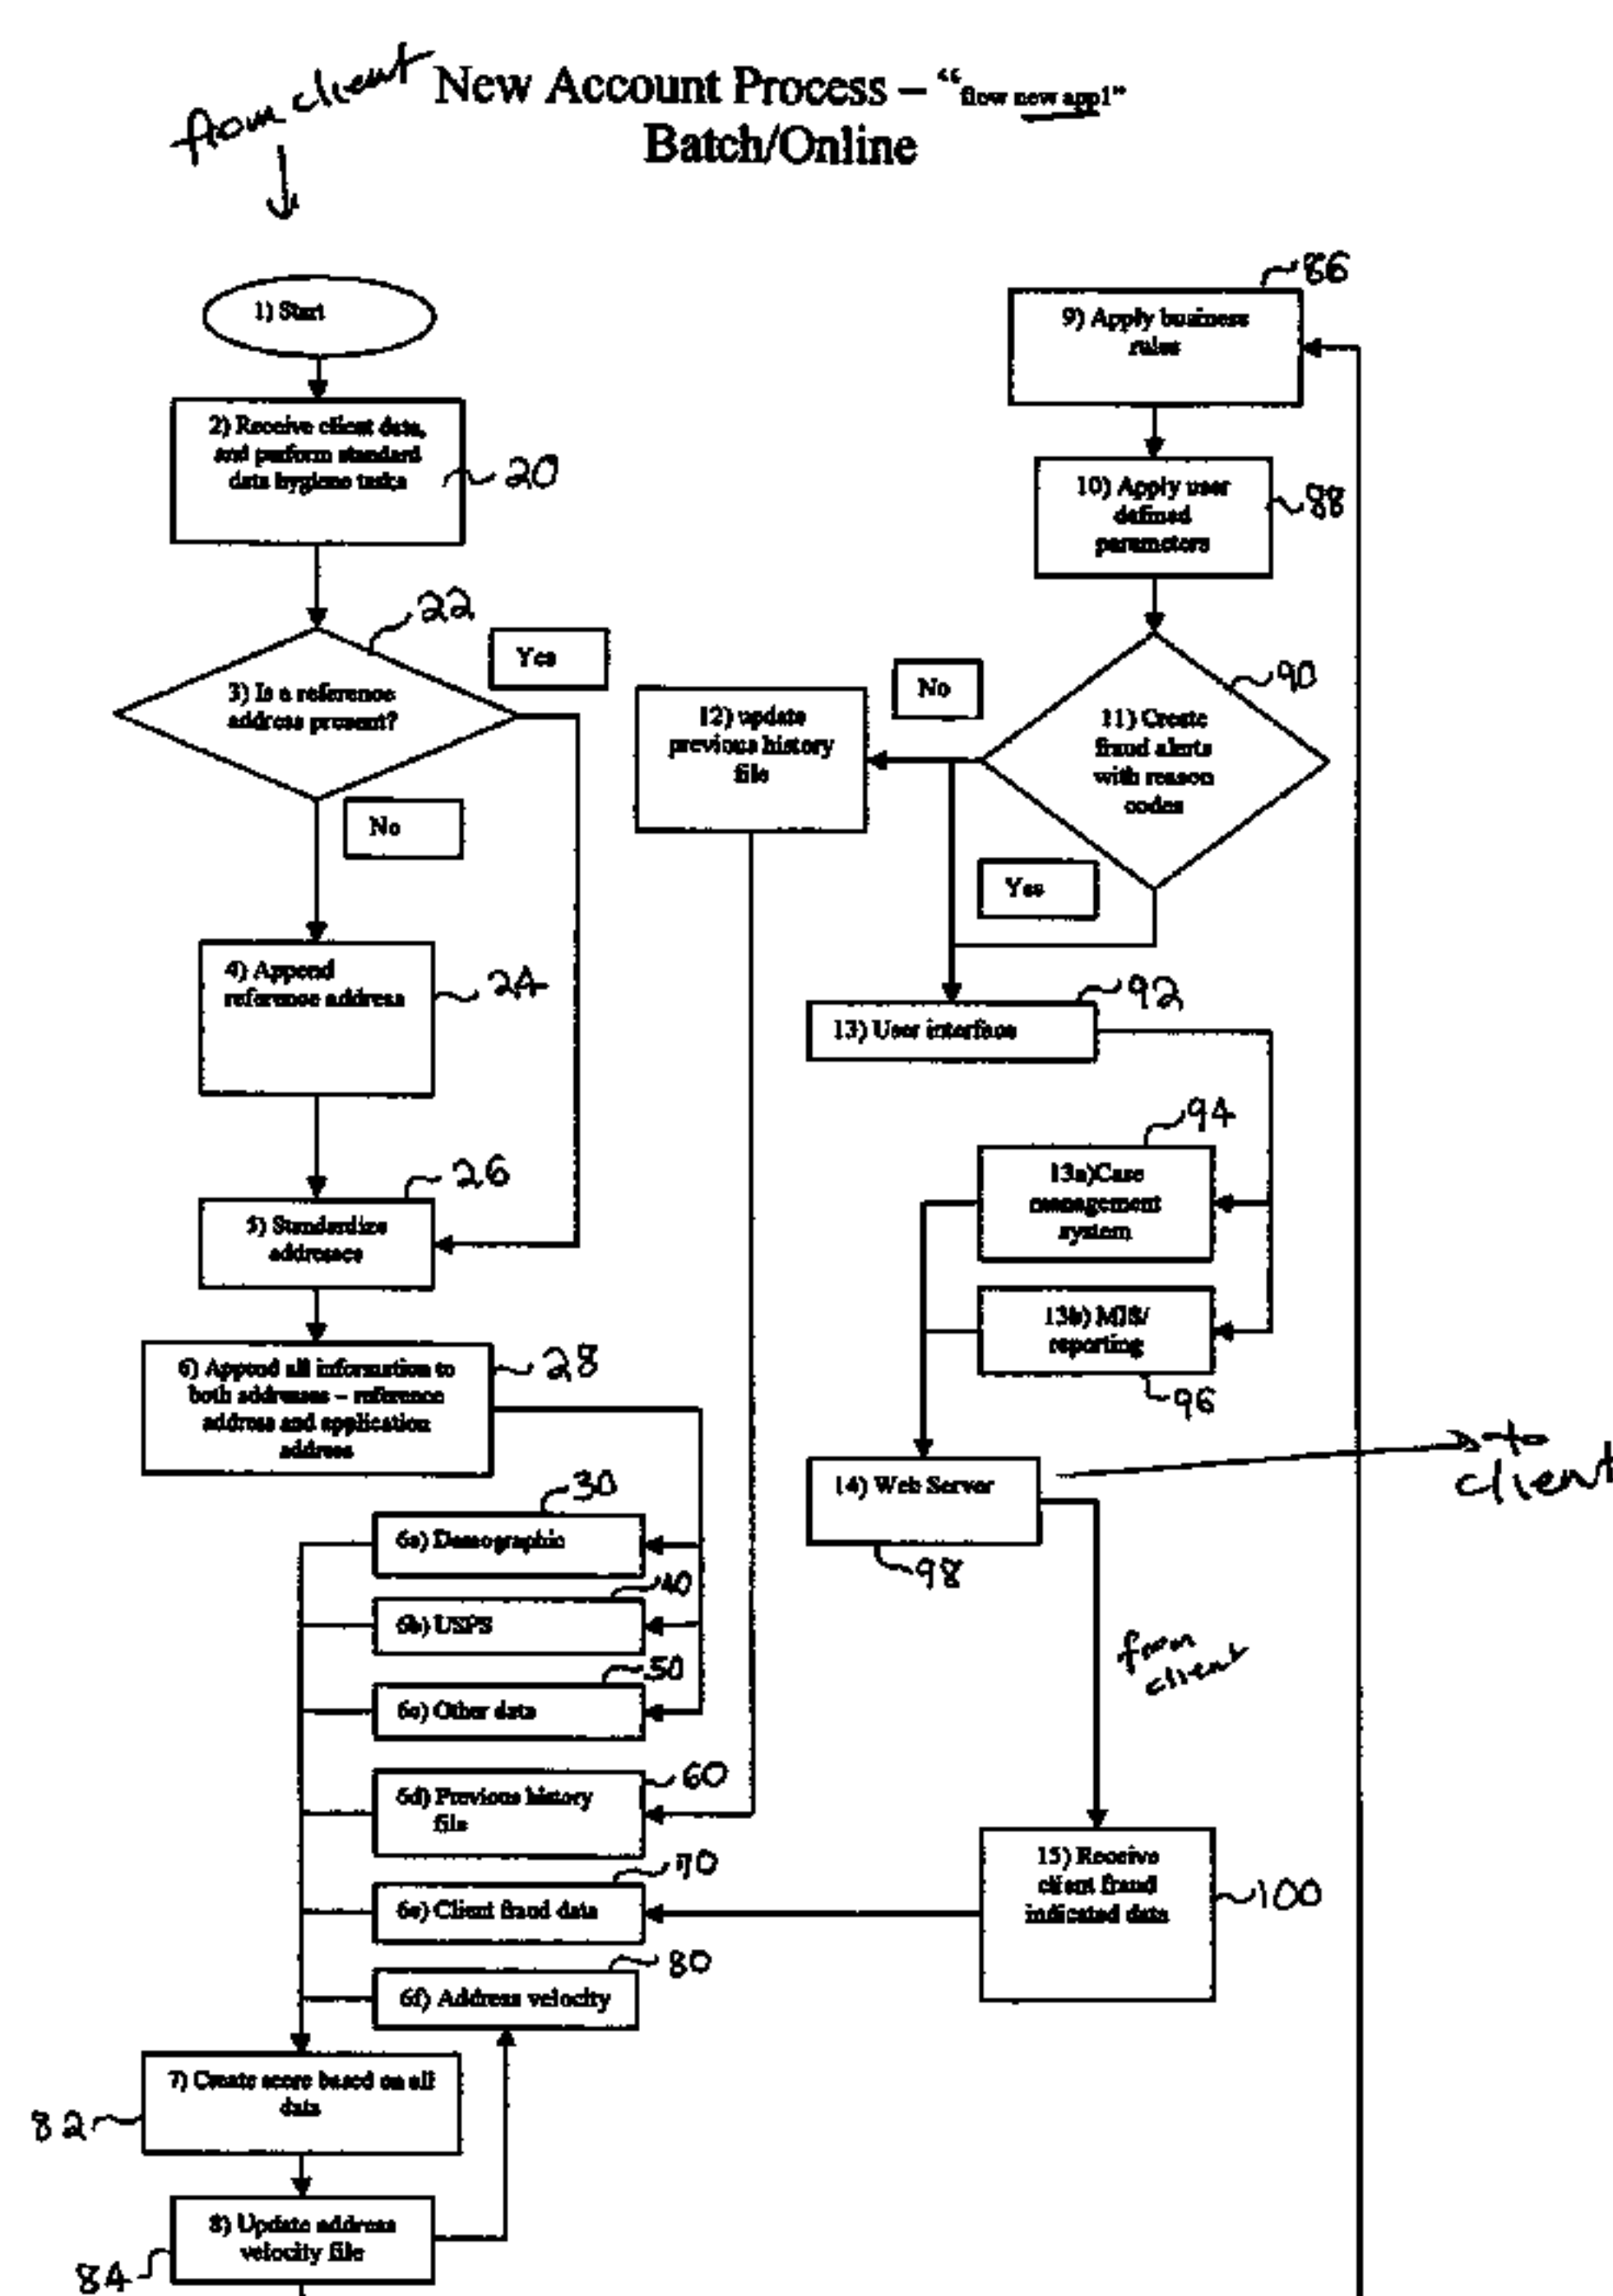 from client
New Account Process – "flow new app1"
Batch/Online
1) Start
2) Receive client data,
and perform standard
data hygiene tasks
20
22
Yes
3) Is a reference
address present?
No
4) Append
reference address
24
26
5) Standardize
addresses
6) Append all information to
both addresses – reference
address and application
address
28
30
6a) Demographic
40
6b) USPS
50
6c) Other data
60
6d) Previous history
file
70
6e) Client fraud data
80
6f) Address velocity
7) Create score based on all
data
82
8) Update address
velocity file
84
86
9) Apply business
rules
10) Apply user
defined
parameters
88
90
No
11) Create
fraud alerts
with reason
codes
12) update
previous history
file
Yes
92
13) User interface
94
13a)Case
management
system
13b) MIS/
reporting
96
14) Web Server
to
client
98
from
client
15) Receive
client fraud
indicated data
100